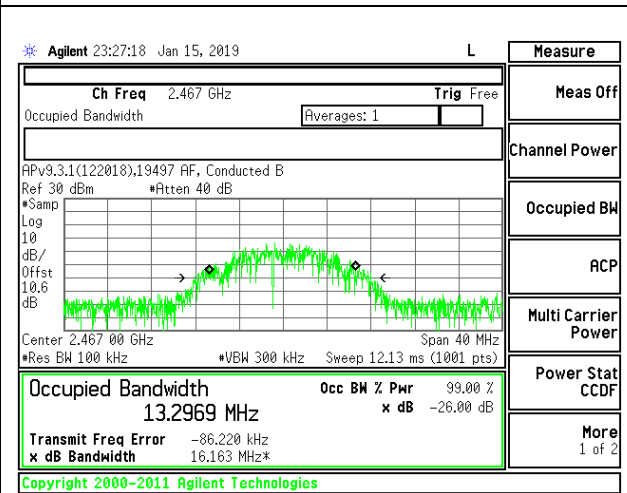 Agilent 23:27:18 Jan 15, 2019 L
Measure
Ch Freq 2.467 GHz Trig Free
Occupied Bandwidth Averages: 1
APv9.3.1(122018),19497 AF, Conducted B
Ref 30 dBm #Atten 40 dB
#Samp
Log
10
dB/
Offst
10.6
dB
Center 2.467 00 GHz Span 40 MHz
#Res BW 100 kHz #VBW 300 kHz Sweep 12.13 ms (1001 pts)
Occupied Bandwidth Occ BW % Pwr 99.00 %
13.2969 MHz x dB -26.00 dB
Transmit Freq Error -86.220 kHz
x dB Bandwidth 16.163 MHz*
Copyright 2000-2011 Agilent Technologies
Meas Off
Channel Power
Occupied BW
ACP
Multi Carrier
Power
Power Stat
CCDF
More
1 of 2